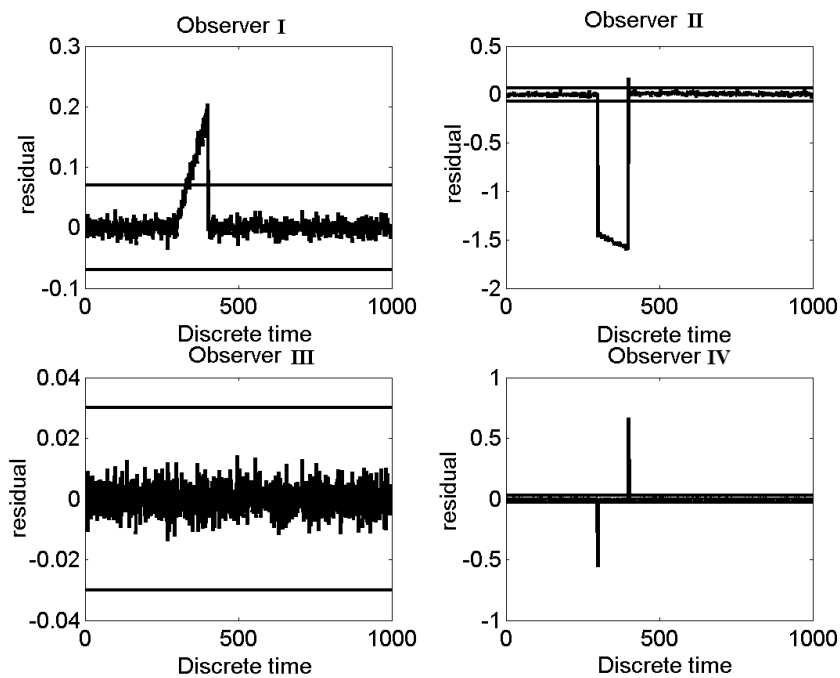 Observer I
0.3
0.2
0.1
0
-0.1
residual
0 500 1000
Discrete time
Observer II
0.5
0
-0.5
-1
-1.5
-2
residual
0 500 1000
Discrete time
Observer III
0.04
0.02
0
-0.02
-0.04
residual
0 500 1000
Discrete time
Observer IV
1
0.5
0
-0.5
-1
residual
0 500 1000
Discrete time